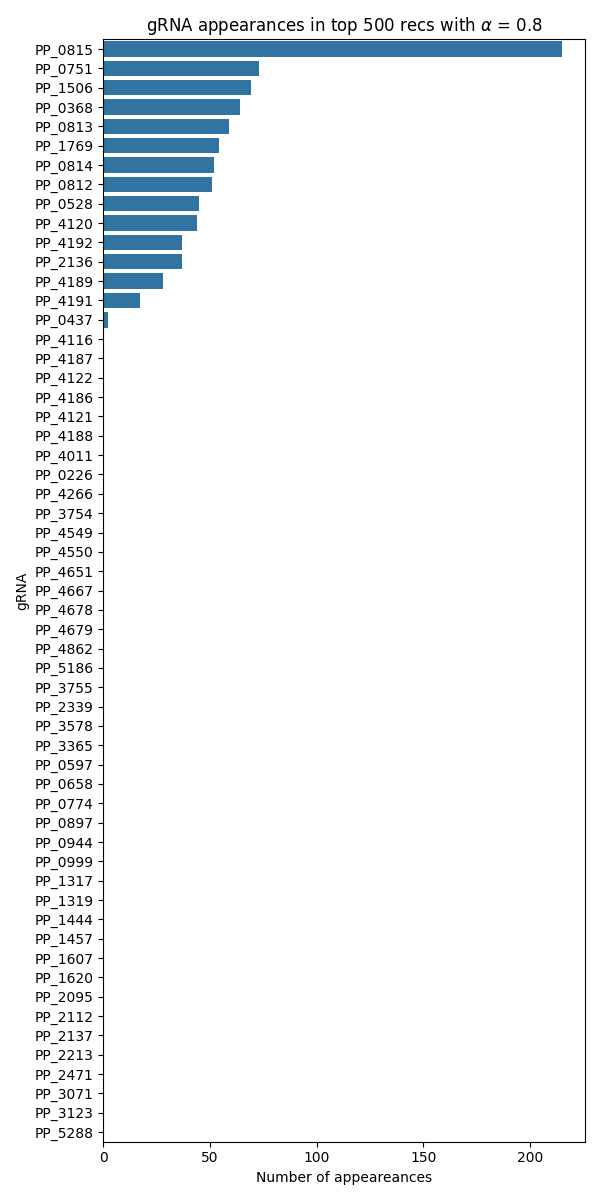 gRNA appearances in top 500 recs with α = 0.8
PP_0815
PP_0751
PP_1506
PP_0368
PP_0813
PP_1769
PP_0814
PP_0812
PP_0528
PP_4120
PP_4192
PP_2136
PP_4189
PP_4191
PP_0437
PP_4116
PP_4187
PP_4122
PP_4186
PP_4121
PP_4188
PP_4011
PP_0226
PP_4266
PP_3754
PP_4549
PP_4550
PP_4651
PP_4667
PP_4678
PP_4679
PP_4862
PP_5186
PP_3755
PP_2339
PP_3578
PP_3365
PP_0597
PP_0658
PP_0774
PP_0897
PP_0944
PP_0999
PP_1317
PP_1319
PP_1444
PP_1457
PP_1607
PP_1620
PP_2095
PP_2112
PP_2137
PP_2213
PP_2471
PP_3071
PP_3123
PP_5288
gRNA
0 50 100 150 200
Number of appeareances